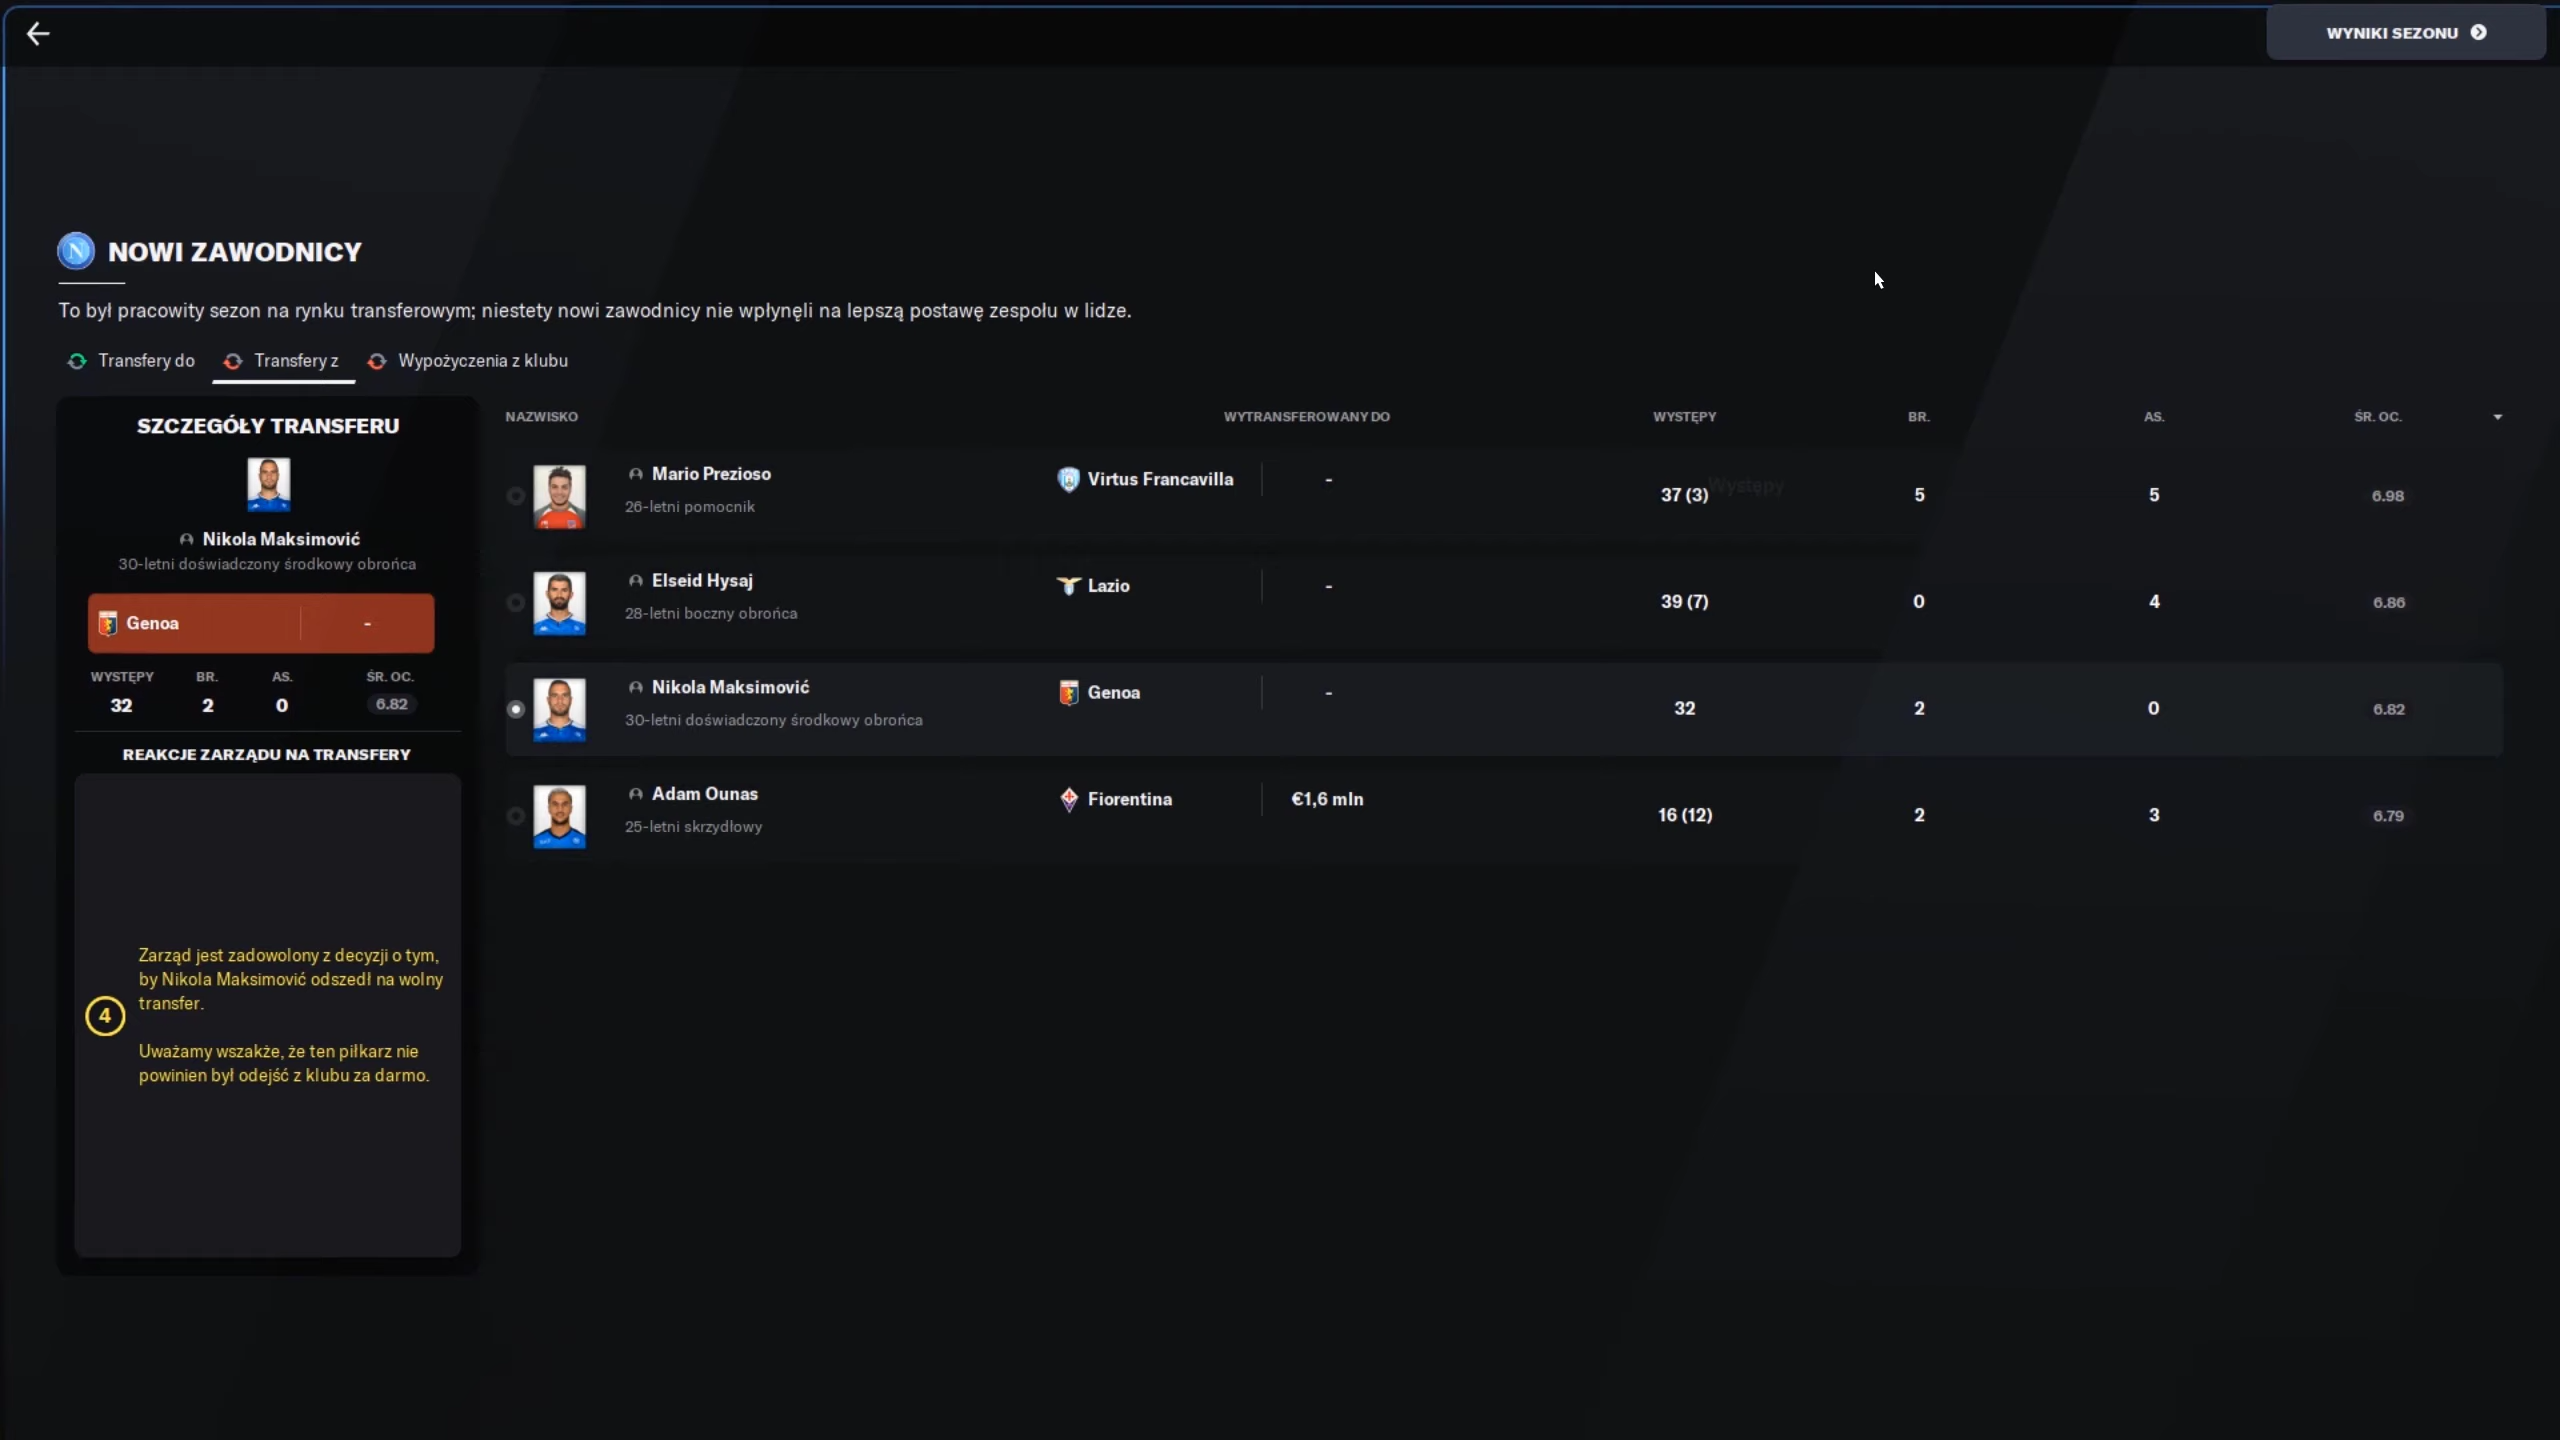 WYNIKI SEZONU
N NOWI ZAWODNICY
To był pracowity sezon na rynku transferowym; niestety nowi zawodnicy nie wpłynęli na lepszą postawę zespołu w lidze.
Transfery do Transfery z Wypożyczenia z klubu
SZCZEGÓŁY TRANSFERU
Nikola Maksimović
30-letni doświadczony środkowy obrońca
Genoa -
WYSTĘPY BR. AS. ŚR. OC.
32 2 0 6.82
REAKCJE ZARZĄDU NA TRANSFERY
4
Zarząd jest zadowolony z decyzji o tym,
by Nikola Maksimović odszedł na wolny
transfer.
Uważamy wszakże, że ten piłkarz nie
powinien był odejść z klubu za darmo.
NAZWISKO WYTRANSFEROWANY DO WYSTĘPY BR. AS. ŚR. OC.
Mario Prezioso Virtus Francavilla - 37 (3) Występy 5 5 6.98
26-letni pomocnik
Elseid Hysaj Lazio - 39 (7) 0 4 6.86
28-letni boczny obrońca
Nikola Maksimović Genoa - 32 2 0 6.82
30-letni doświadczony środkowy obrońca
Adam Ounas Fiorentina €1,6 mln 16 (12) 2 3 6.79
25-letni skrzydłowy